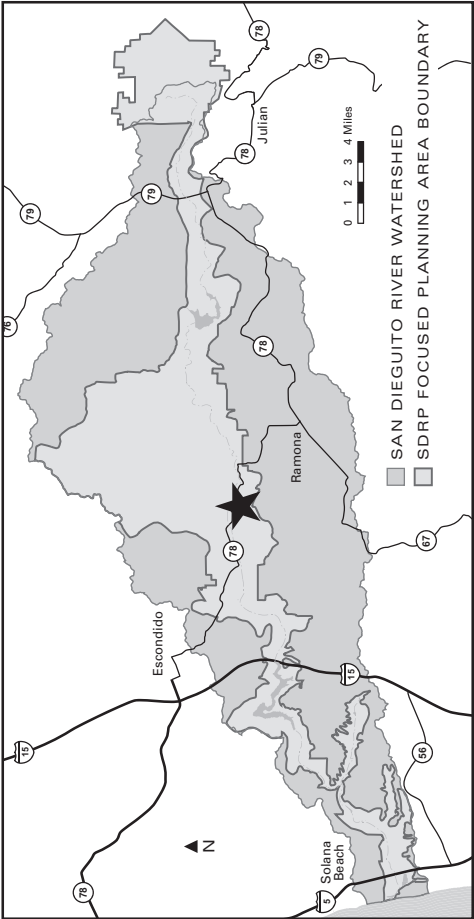 78
79
78
Julian
0 1 2 3 4 Miles
79
79
76
78
SAN DIEGUITO RIVER WATERSHED
SDRP FOCUSED PLANNING AREA BOUNDARY
Ramona
78
67
Escondido
15
15
56
N
78
Solana
Beach
5